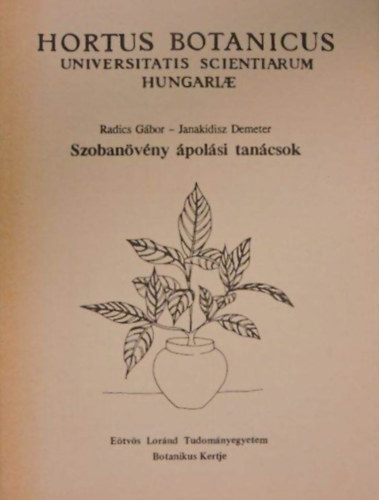 HORTUS BOTANICUS
UNIVERSITATIS SCIENTIARUM
HUNGARIÆ
Radics Gábor – Janakidisz Demeter
Szobanövény ápolási tanácsok
Eötvös Loránd Tudományegyetem
Botanikus Kertje